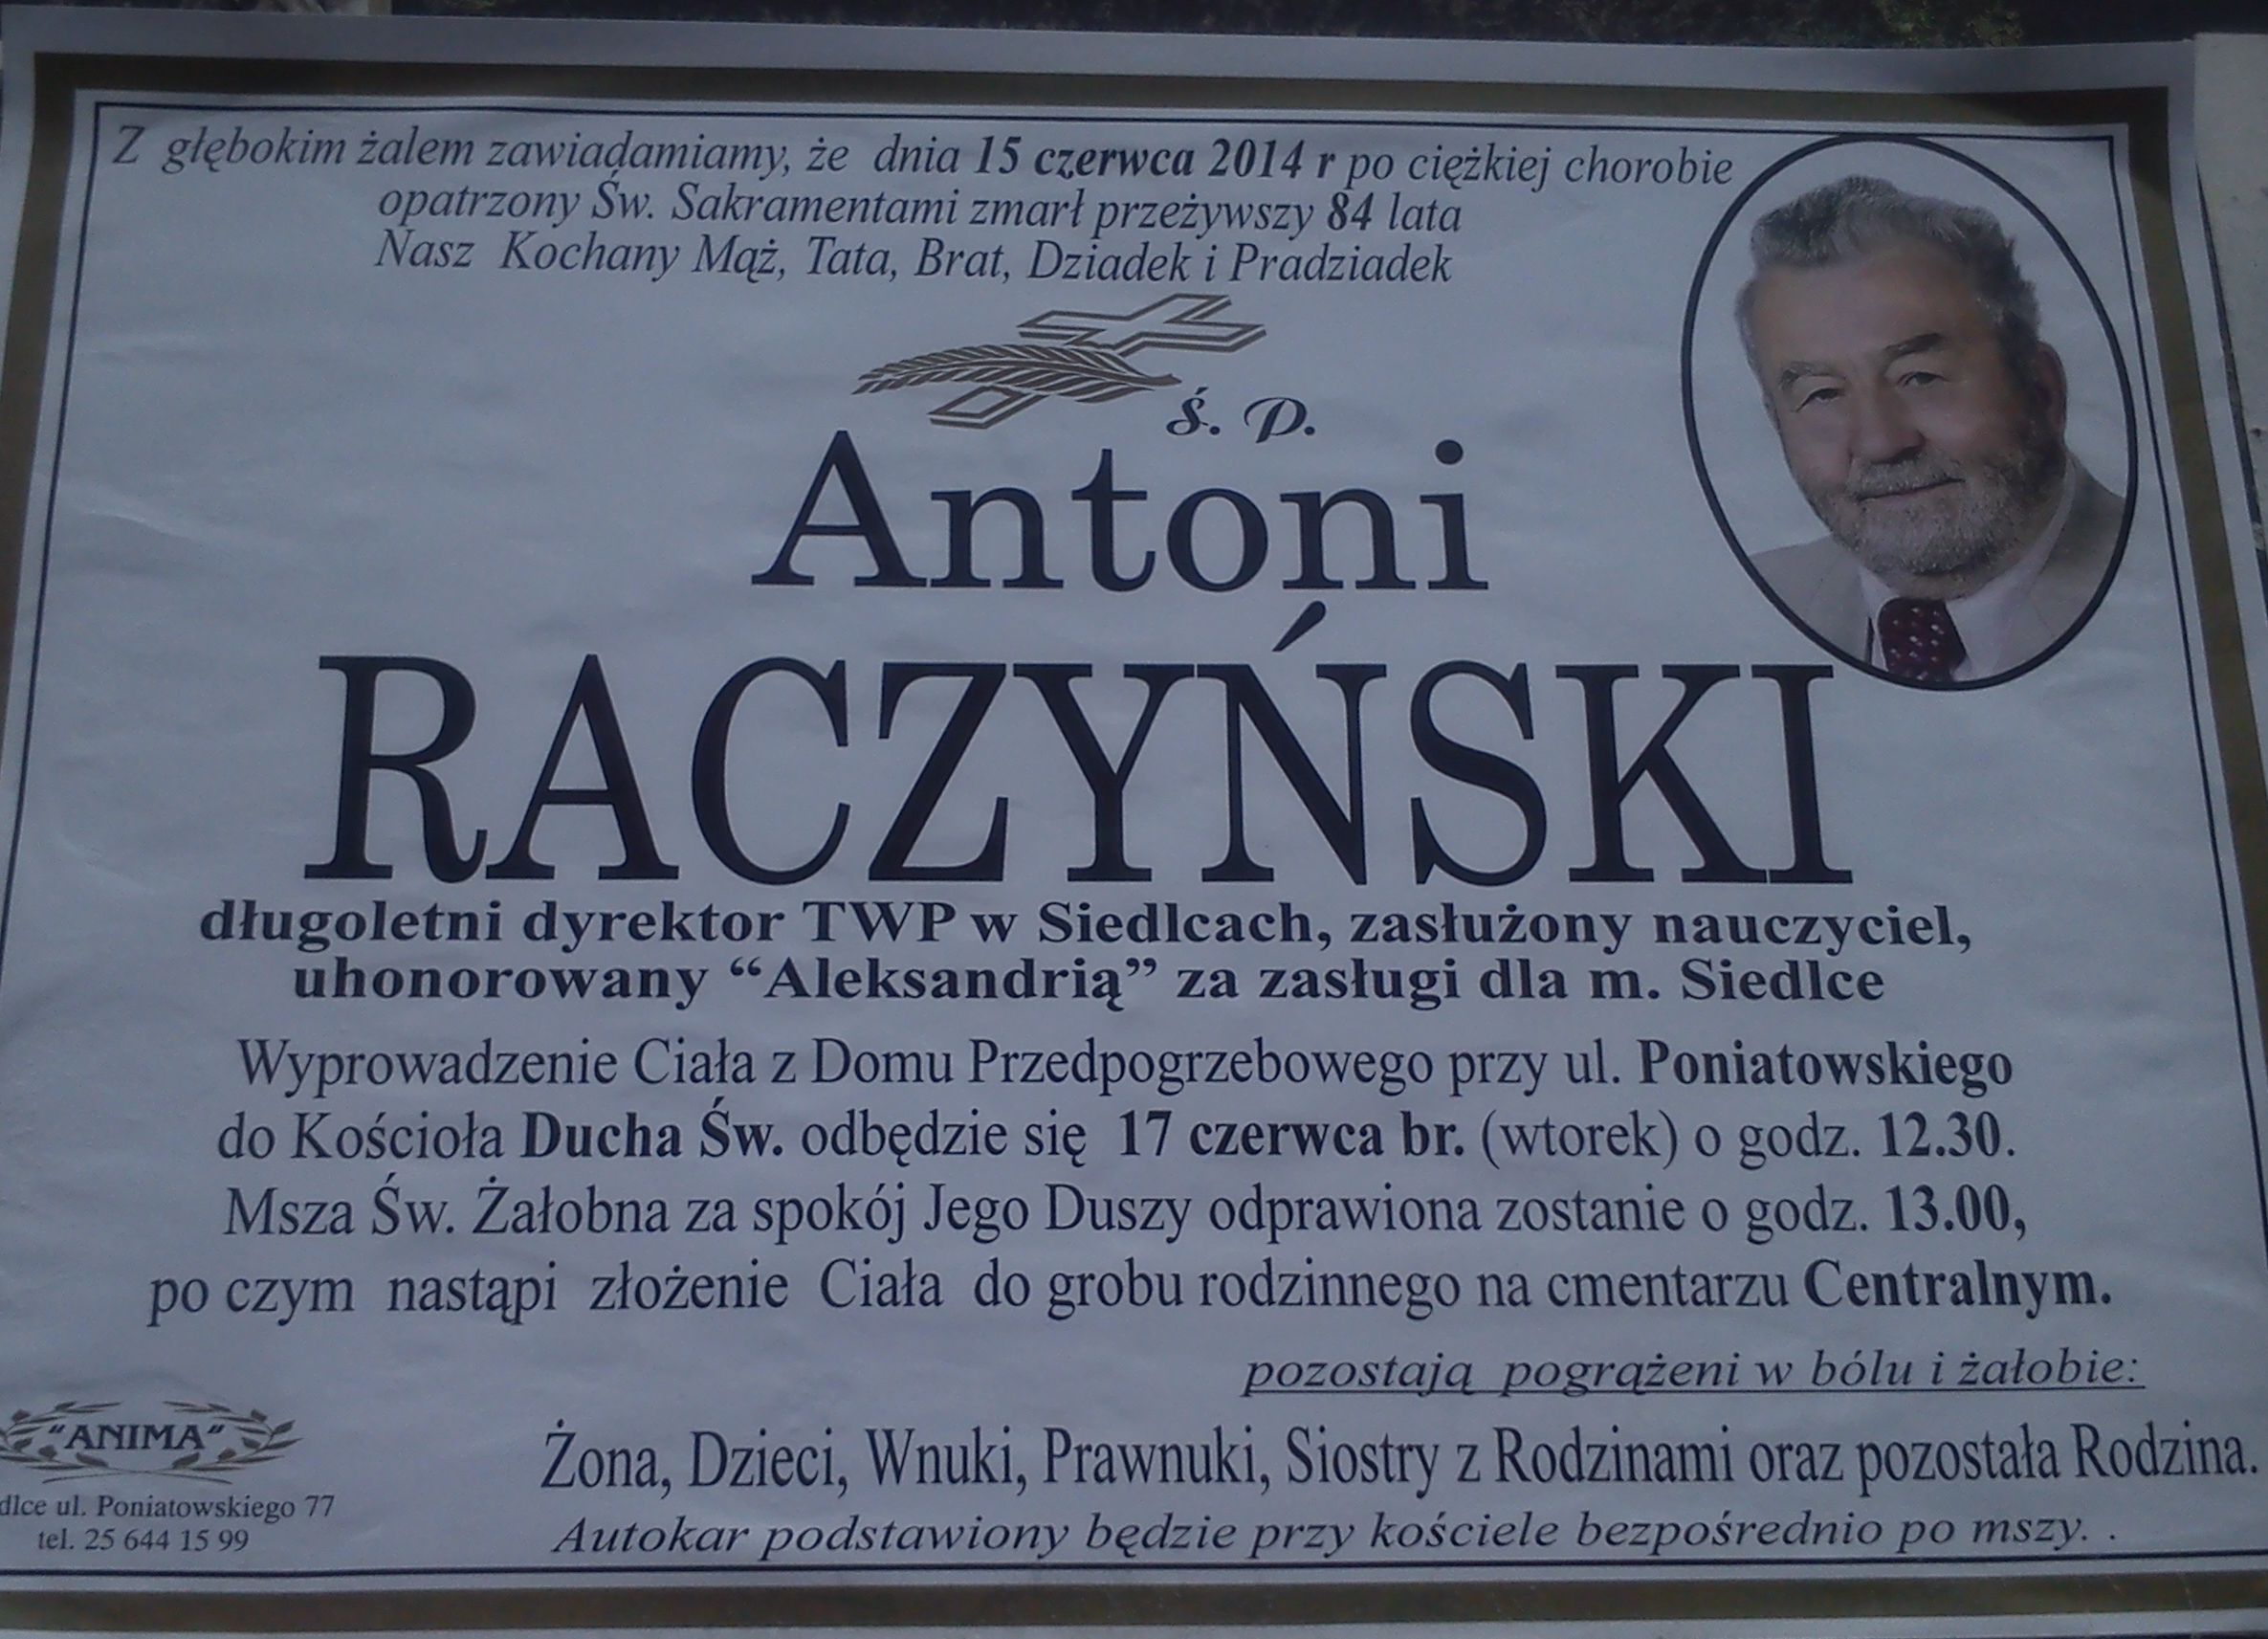 Z głębokim żalem zawiadamiamy, że dnia 15 czerwca 2014 r po ciężkiej chorobie
opatrzony Św. Sakramentami zmarł przeżywszy 84 lata
Nasz Kochany Mąż, Tata, Brat, Dziadek i Pradziadek
Ś. P.
Antoni
RACZYŃSKI
długoletni dyrektor TWP w Siedlcach, zasłużony nauczyciel,
uhonorowany “Aleksandrią” za zasługi dla m. Siedlce
Wyprowadzenie Ciała z Domu Przedpogrzebowego przy ul. Poniatowskiego
do Kościoła Ducha Św. odbędzie się 17 czerwca br. (wtorek) o godz. 12.30.
Msza Św. Żałobna za spokój Jego Duszy odprawiona zostanie o godz. 13.00,
po czym nastąpi złożenie Ciała do grobu rodzinnego na cmentarzu Centralnym.
pozostają pogrążeni w bólu i żałobie:
Żona, Dzieci, Wnuki, Prawnuki, Siostry z Rodzinami oraz pozostała Rodzina.
Autokar podstawiony będzie przy kościele bezpośrednio po mszy. .
"ANIMA"
dlce ul. Poniatowskiego 77
tel. 25 644 15 99